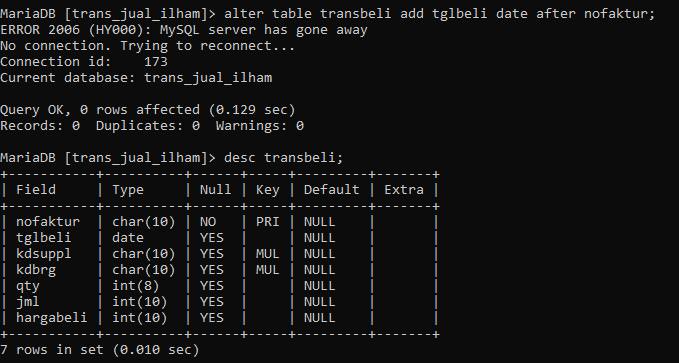 MariaDB [trans_jual_ilham]> alter table transbeli add tglbeli date after nofaktur;
ERROR 2006 (HY000): MySQL server has gone away
No connection. Trying to reconnect...
Connection id:    173
Current database: trans_jual_ilham

Query OK, 0 rows affected (0.129 sec)
Records: 0  Duplicates: 0  Warnings: 0

MariaDB [trans_jual_ilham]> desc transbeli;
+-----------+----------+------+-----+---------+-------+
| Field     | Type     | Null | Key | Default | Extra |
+-----------+----------+------+-----+---------+-------+
| nofaktur  | char(10) | NO   | PRI | NULL    |       |
| tglbeli   | date     | YES  |     | NULL    |       |
| kdsuppl   | char(10) | YES  | MUL | NULL    |       |
| kdbrg     | char(10) | YES  | MUL | NULL    |       |
| qty       | int(8)   | YES  |     | NULL    |       |
| jml       | int(10)  | YES  |     | NULL    |       |
| hargabeli | int(10)  | YES  |     | NULL    |       |
+-----------+----------+------+-----+---------+-------+
7 rows in set (0.010 sec)